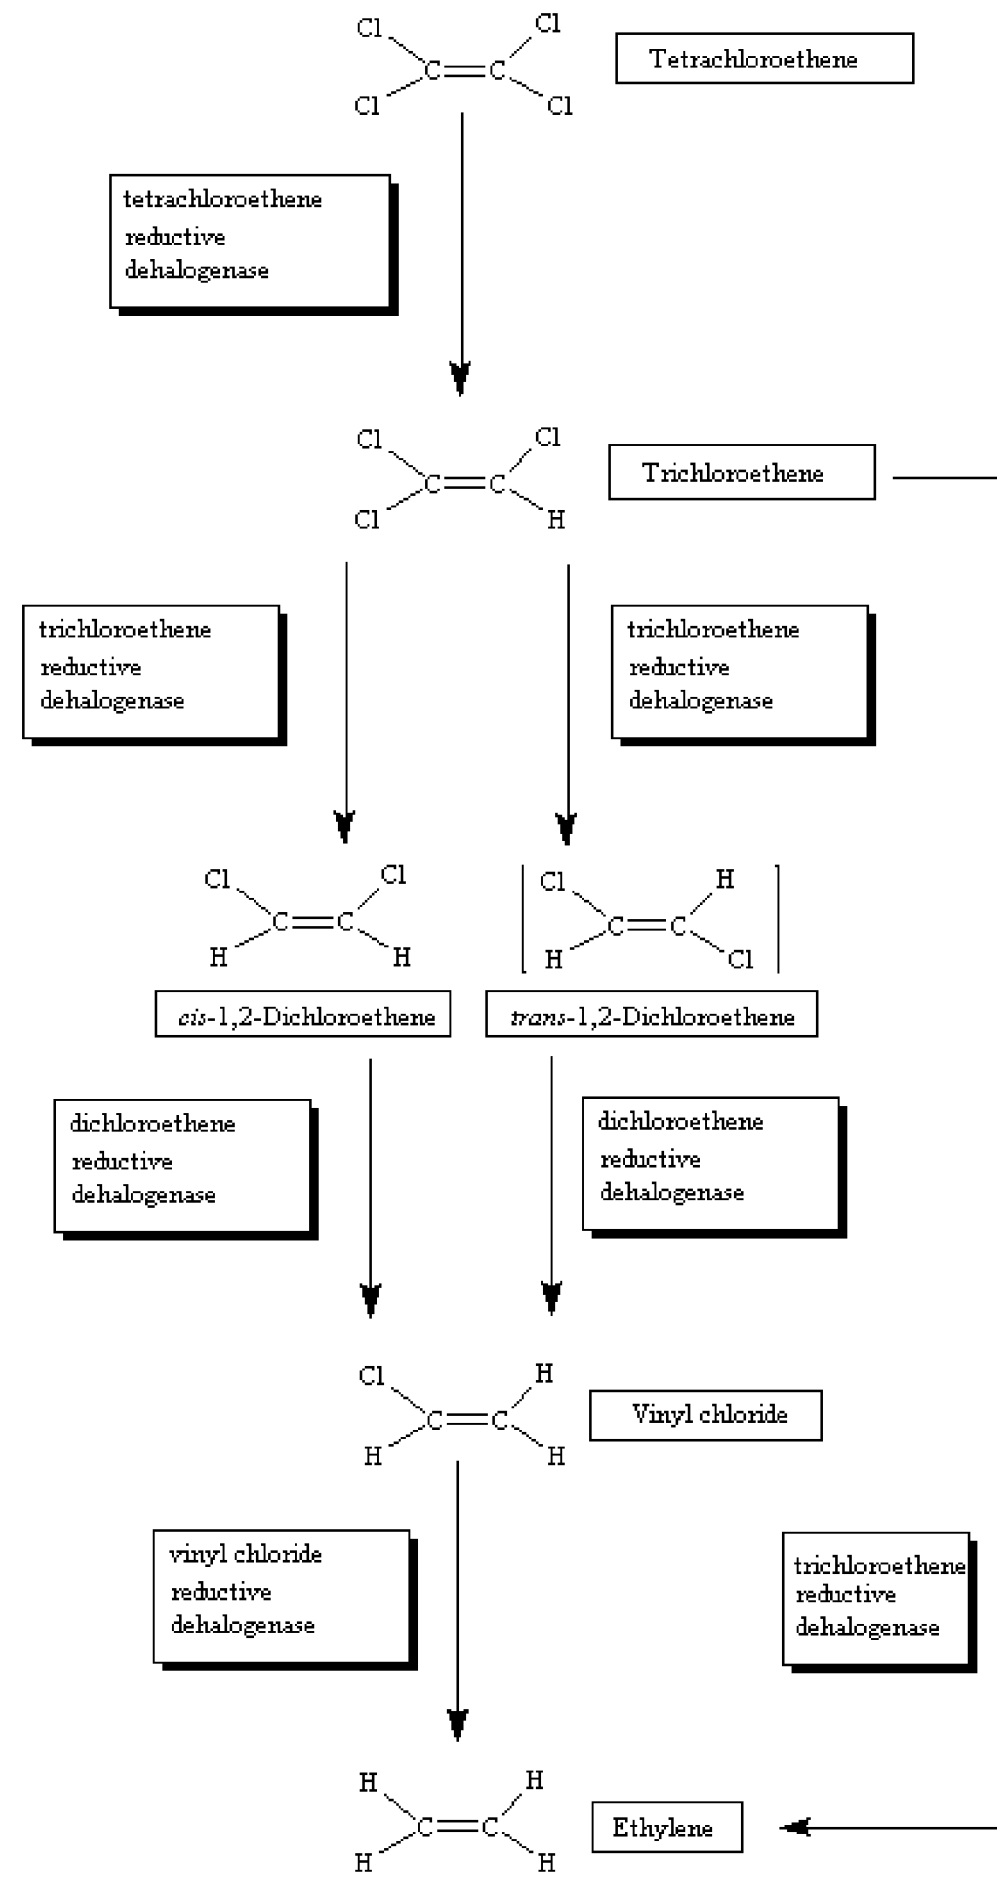 Cl Cl
C C
Cl Cl
Tetrachloroethene
tetrachloroethene
reductive
dehalogenase
Cl Cl
C C
Cl H
Trichloroethene
trichloroethene
reductive
dehalogenase
trichloroethene
reductive
dehalogenase
Cl Cl
C C
H H
Cl H
C C
H Cl
cis-1,2-Dichloroethene
trans-1,2-Dichloroethene
dichloroethene
reductive
dehalogenase
dichloroethene
reductive
dehalogenase
Cl H
C C
H H
Vinyl chloride
vinyl chloride
reductive
dehalogenase
trichloroethene
reductive
dehalogenase
H H
C C
H H
Ethylene